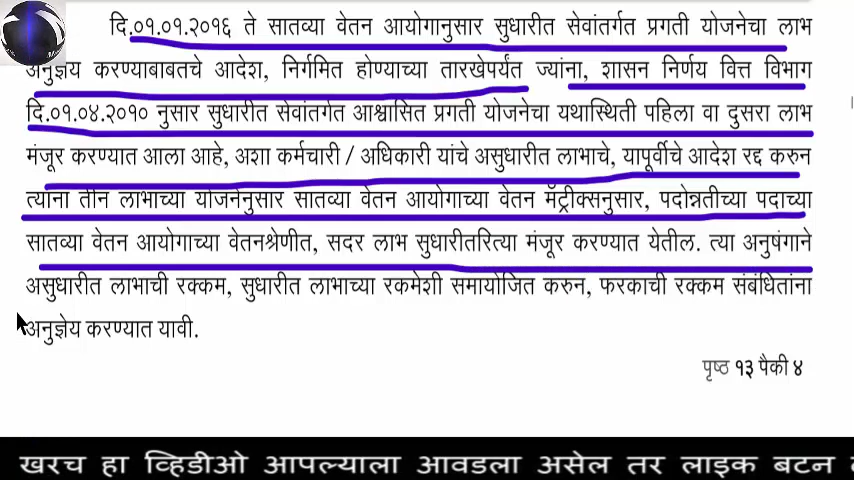 दि.०१.०१.२०१६ ते सातव्या वेतन आयोगानुसार सुधारीत सेवांतर्गत प्रगती योजनेचा लाभ
अनुज्ञेय करण्याबाबतचे आदेश, निर्गमित होण्याच्या तारखेपर्यंत ज्यांना, शासन निर्णय वित्त विभाग
दि.०१.०४.२०१० नुसार सुधारीत सेवांतर्गत आश्वासित प्रगती योजनेचा यथास्थिती पहिला वा दुसरा लाभ
मंजूर करण्यात आला आहे, अशा कर्मचारी / अधिकारी यांचे असुधारीत लाभाचे, यापूर्वीचे आदेश रद्द करुन
त्यांना तीन लाभाच्या योजनेनुसार सातव्या वेतन आयोगाच्या वेतन मॅट्रीक्सनुसार, पदोन्नतीच्या पदाच्या
सातव्या वेतन आयोगाच्या वेतनश्रेणीत, सदर लाभ सुधारीतरित्या मंजूर करण्यात येतील. त्या अनुषंगाने
असुधारीत लाभाची रक्कम, सुधारीत लाभाच्या रकमेशी समायोजित करुन, फरकाची रक्कम संबंधितांना
अनुज्ञेय करण्यात यावी.
पृष्ठ १३ पैकी ४
खरच हा व्हिडीओ आपल्याला आवडला असेल तर लाइक बटन